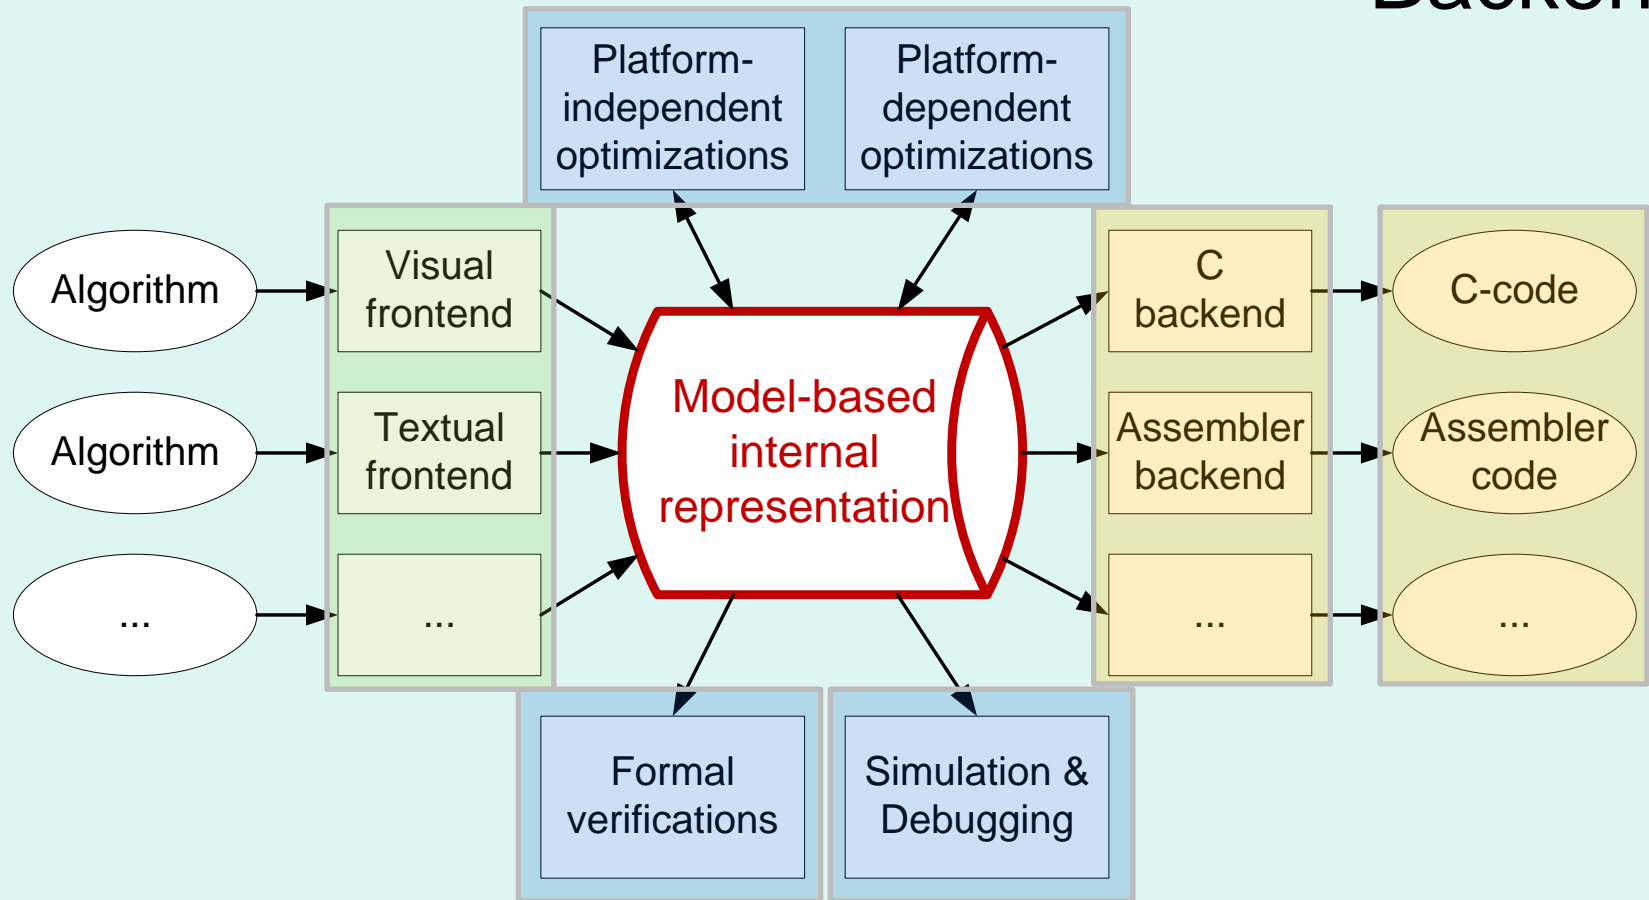 Platform-
independent
optimizations
Platform-
dependent
optimizations
Algorithm
Visual
frontend
C
backend
C-code
Algorithm
Textual
frontend
Model-based
internal
representation
Assembler
backend
Assembler
code
...
...
...
...
Formal
verifications
Simulation &
Debugging